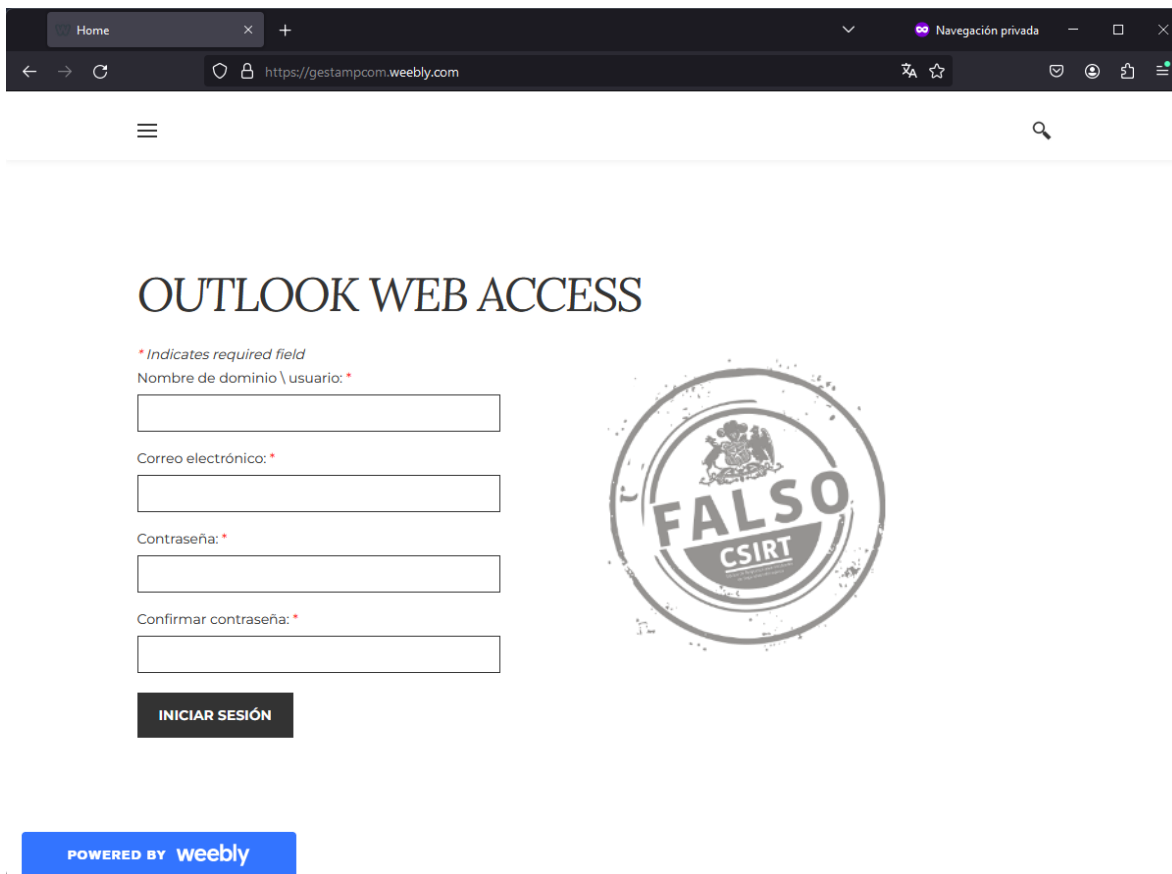 Home
Navegación privada
https://gestampcom.weebly.com
OUTLOOK WEB ACCESS
* Indicates required field
Nombre de dominio \ usuario: *
Correo electrónico: *
Contraseña: *
Confirmar contraseña: *
INICIAR SESIÓN
FALSO
CSIRT
POWERED BY weebly